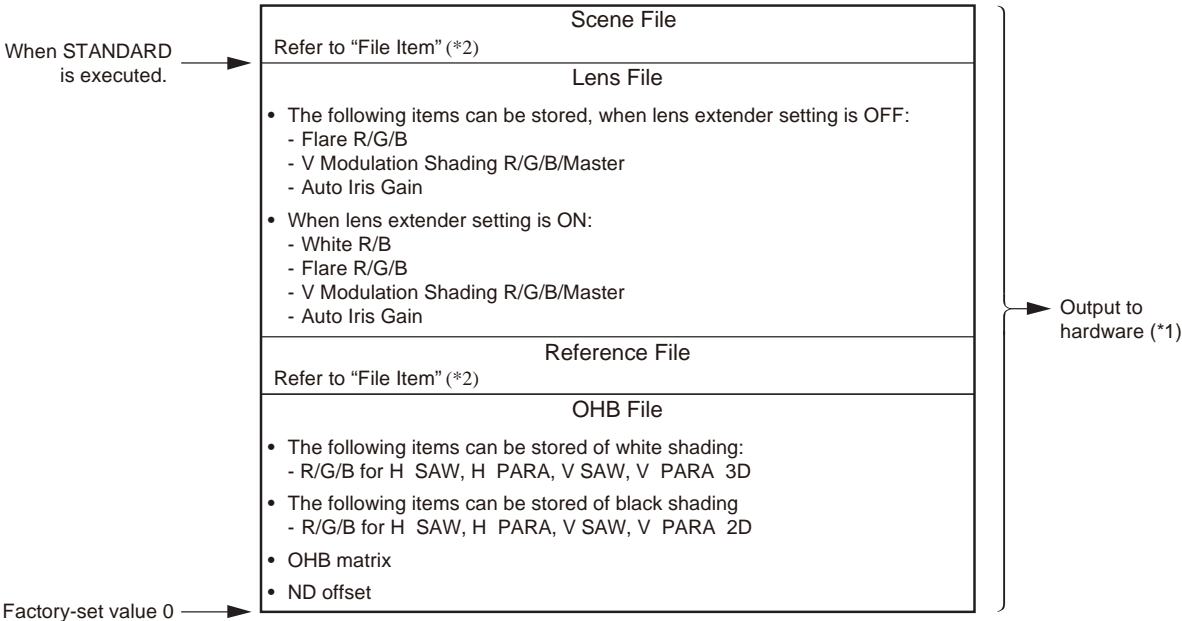 Scene File
When STANDARD
is executed.
Refer to “File Item” (*2)
Lens File
• The following items can be stored, when lens extender setting is OFF:
- Flare R/G/B
- V Modulation Shading R/G/B/Master
- Auto Iris Gain
• When lens extender setting is ON:
- White R/B
- Flare R/G/B
- V Modulation Shading R/G/B/Master
- Auto Iris Gain
Output to
hardware (*1)
Reference File
Refer to “File Item” (*2)
OHB File
• The following items can be stored of white shading:
- R/G/B for H SAW, H PARA, V SAW, V PARA 3D
• The following items can be stored of black shading
- R/G/B for H SAW, H PARA, V SAW, V PARA 2D
• OHB matrix
• ND offset
Factory-set value 0